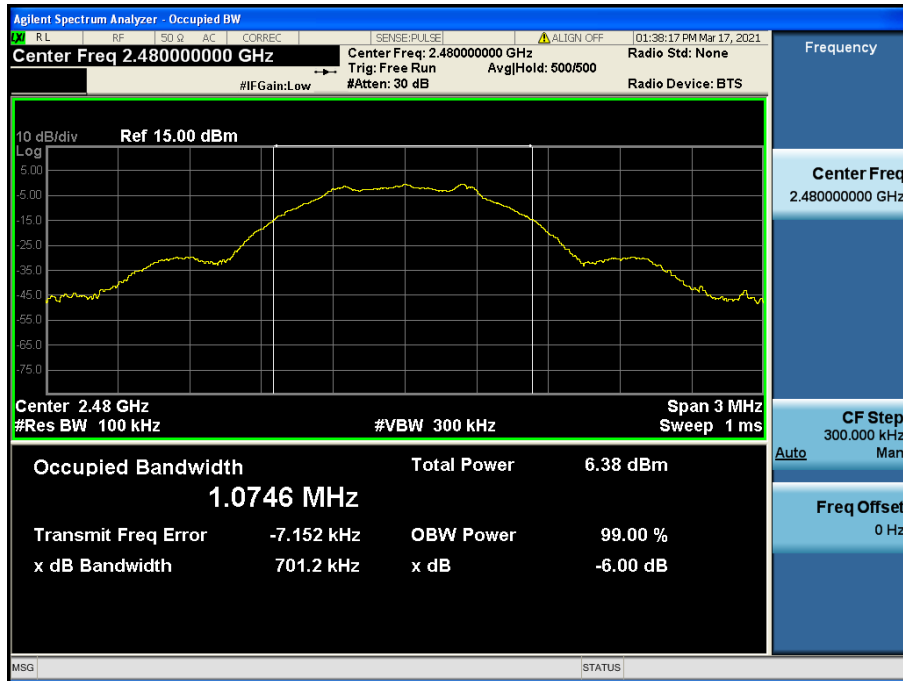 Agilent Spectrum Analyzer - Occupied BW
LXI RL RF 50 Ω AC CORREC SENSE:PULSE ALIGN OFF 01:38:17 PM Mar 17, 2021
Center Freq 2.480000000 GHz
Center Freq: 2.480000000 GHz
Radio Std: None
Trig: Free Run
Avg|Hold: 500/500
#IFGain:Low
#Atten: 30 dB
Radio Device: BTS
10 dB/div
Ref 15.00 dBm
Log
5.00
-5.00
-15.0
-25.0
-35.0
-45.0
-55.0
-65.0
-75.0
Center 2.48 GHz
Span 3 MHz
#Res BW 100 kHz
#VBW 300 kHz
Sweep 1 ms
Occupied Bandwidth
1.0746 MHz
Total Power
6.38 dBm
Transmit Freq Error
-7.152 kHz
OBW Power
99.00 %
x dB Bandwidth
701.2 kHz
x dB
-6.00 dB
MSG
STATUS
Frequency
Center Freq
2.480000000 GHz
CF Step
300.000 kHz
Auto Man
Freq Offset
0 Hz